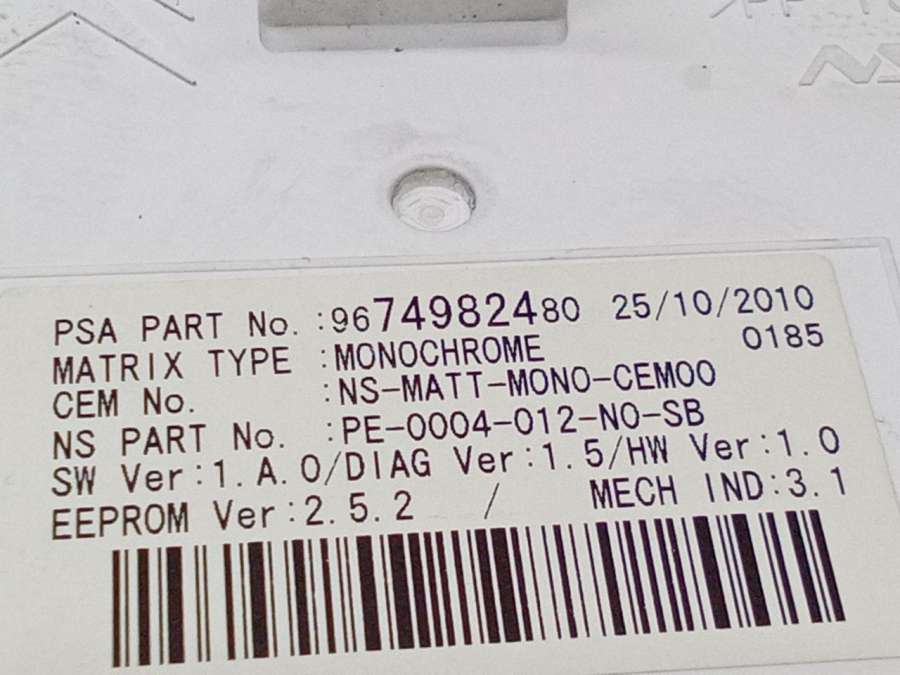 PSA PART No. :9674982480 25/10/2010
MATRIX TYPE :MONOCHROME 0185
CEM No. :NS-MATT-MONO-CEM00
NS PART No. :PE-0004-012-NO-SB
SW Ver:1.A.0/DIAG Ver:1.5/HW Ver:1.0
EEPROM Ver:2.5.2 / MECH IND:3.1